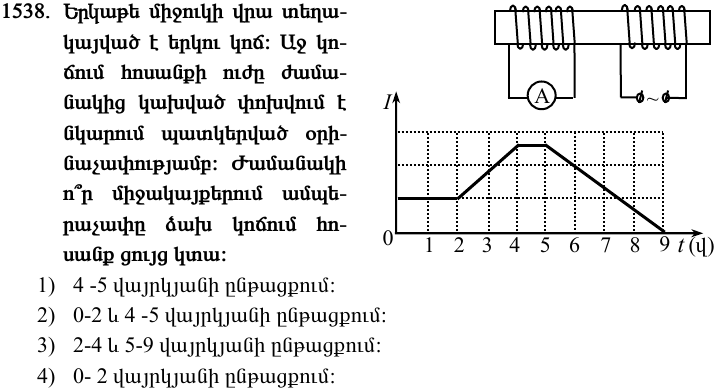 1538. Երկաթե միջուկի վրա տեղա-
կայված է երկու կոճ: Աջ կո-
ճում հոսանքի ուժը ժամա-
նակից կախված փոխվում է
նկարում պատկերված օրի-
նաչափությամբ: Ժամանակի
ո՞ր միջակայքերում ամպե-
րաչափը ձախ կոճում հո-
սանք ցույց կտա:
1) 4 -5 վայրկյանի ընթացքում:
2) 0-2 և 4 -5 վայրկյանի ընթացքում:
3) 2-4 և 5-9 վայրկյանի ընթացքում:
4) 0- 2 վայրկյանի ընթացքում:
A ~
I
0 1 2 3 4 5 6 7 8 9 t (վ)